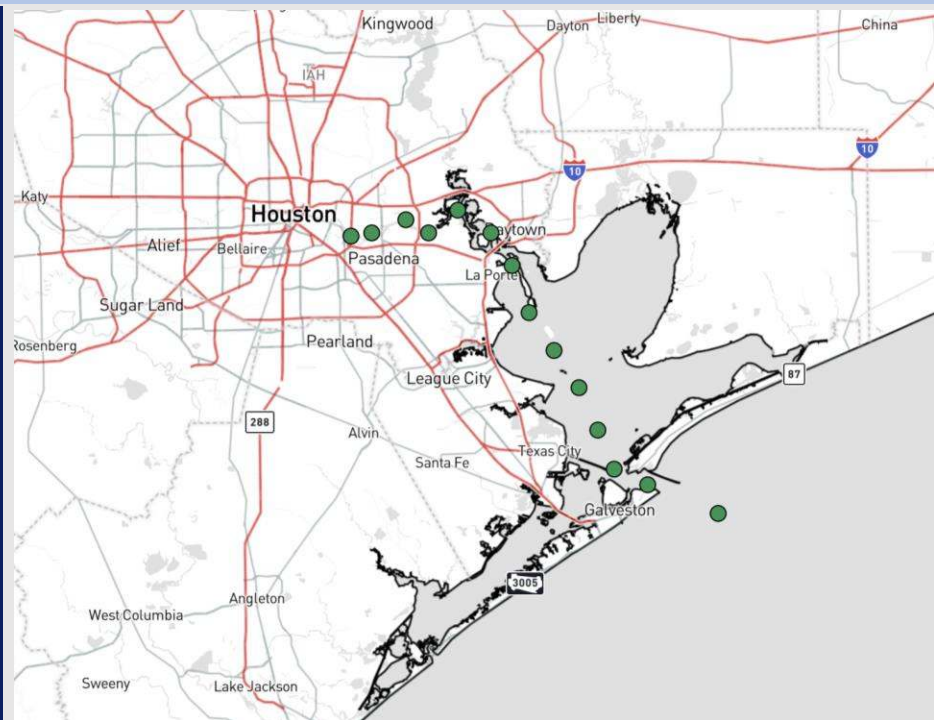 Kingwood
Dayton
Liberty
China
IAH
10
10
Katy
Houston
Alief
Bellaire
Pasadena
aytown
La Porte
Sugar Land
Rosenberg
Pearland
League City
87
288
Alvin
Santa Fe
Texas City
Galveston
3005
Angleton
West Columbia
Sweeny
Lake Jackson